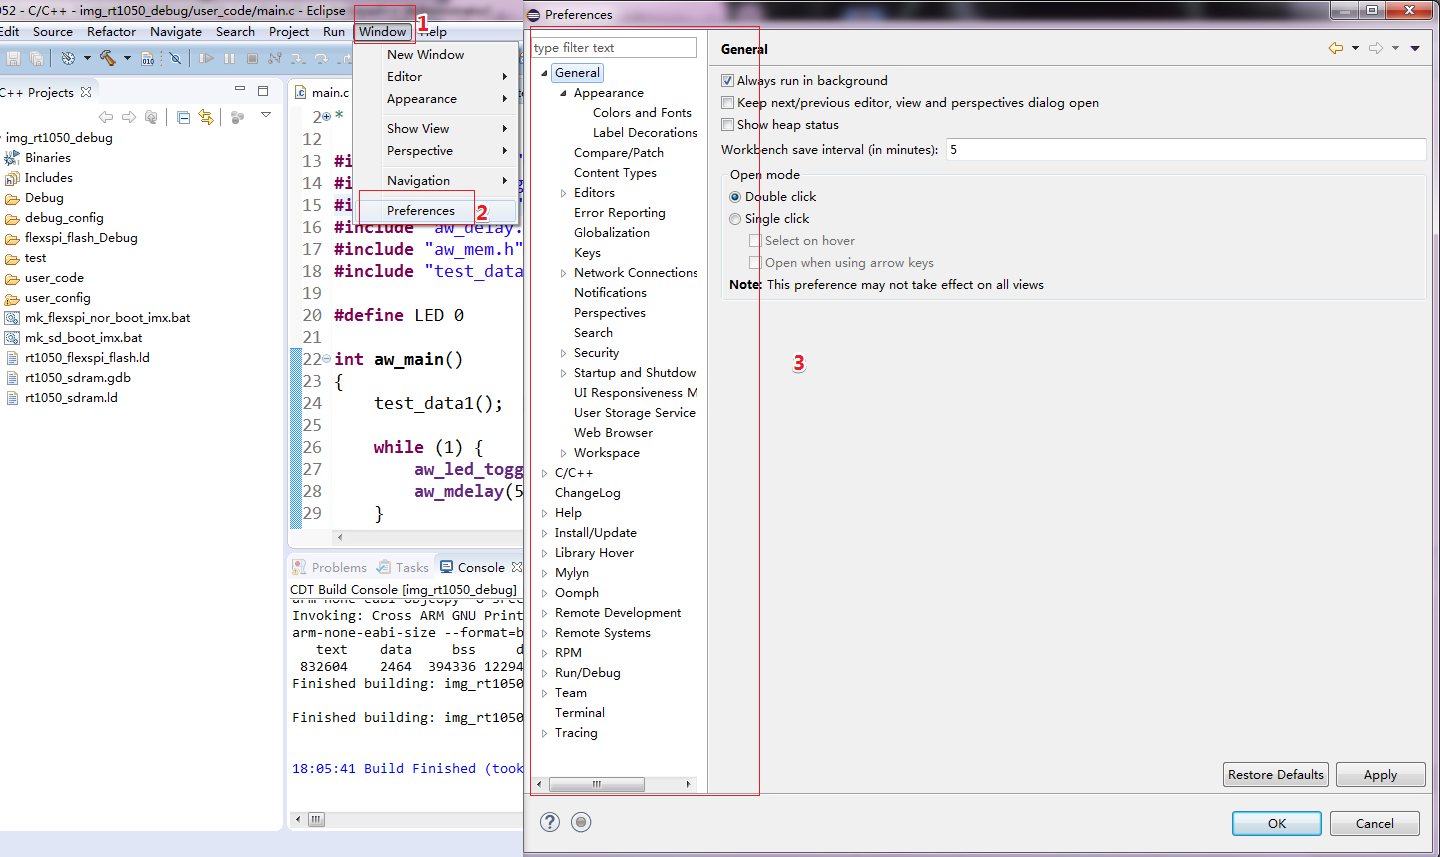 052 - C/C++ - img_rt1050_debug/user_code/main.c - Eclipse
1
Edit Source Refactor Navigate Search Project Run Window Help
New Window
Editor
Appearance
Show View
Perspective
Navigation
Preferences
2
C++ Projects
img_rt1050_debug
Binaries
Includes
Debug
debug_config
flexspi_flash_Debug
test
user_code
user_config
mk_flexspi_nor_boot_imx.bat
mk_sd_boot_imx.bat
rt1050_flexspi_flash.ld
rt1050_sdram.gdb
rt1050_sdram.ld
main.c
2 *
12
13 #i
14 #i
15 #i
16 #include "aw_delay.
17 #include "aw_mem.h"
18 #include "test_data
19
20 #define LED 0
21
22 int aw_main()
23 {
24 test_data1();
25
26 while (1) {
27 aw_led_togg
28 aw_mdelay(5
29 }
Problems Tasks Console
CDT Build Console [img_rt1050_debug]
Invoking: Cross ARM GNU Print
arm-none-eabi-size --format=b
text data bss d
832604 2464 394336 12294
Finished building: img_rt1050
Finished building: img_rt1050
18:05:41 Build Finished (took
Preferences
type filter text
General
Appearance
Colors and Fonts
Label Decorations
Compare/Patch
Content Types
Editors
Error Reporting
Globalization
Keys
Network Connections
Notifications
Perspectives
Search
Security
Startup and Shutdow
UI Responsiveness M
User Storage Service
Web Browser
Workspace
C/C++
ChangeLog
Help
Install/Update
Library Hover
Mylyn
Oomph
Remote Development
Remote Systems
RPM
Run/Debug
Team
Terminal
Tracing
General
Always run in background
Keep next/previous editor, view and perspectives dialog open
Show heap status
Workbench save interval (in minutes): 5
Open mode
Double click
Single click
Select on hover
Open when using arrow keys
Note: This preference may not take effect on all views
3
Restore Defaults Apply
OK Cancel